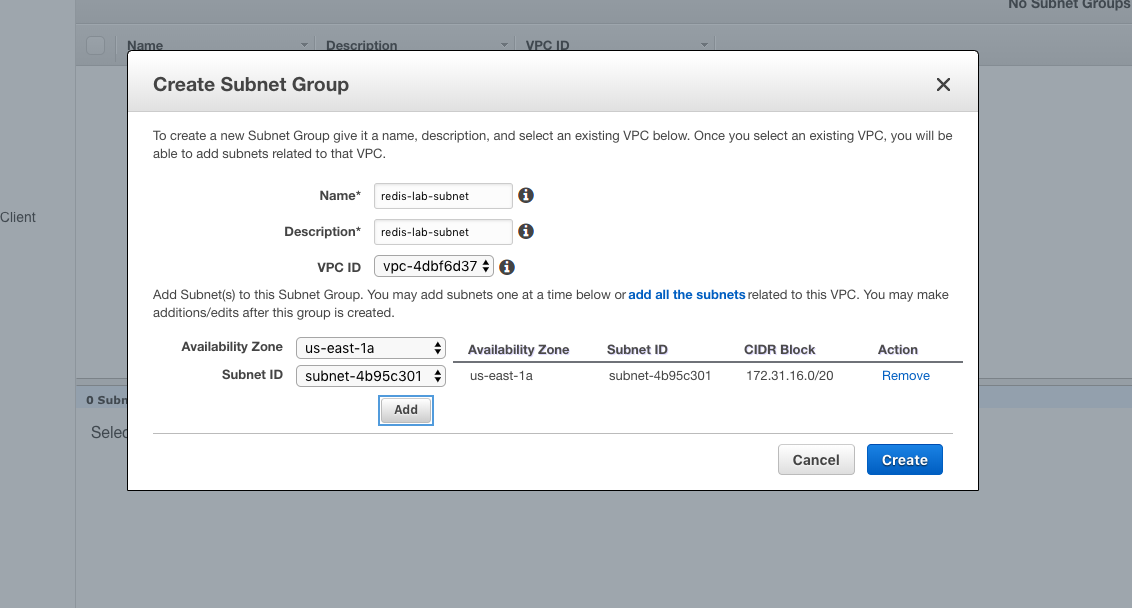 No Subnet Groups
Name Description VPC ID
Create Subnet Group
To create a new Subnet Group give it a name, description, and select an existing VPC below. Once you select an existing VPC, you will be
able to add subnets related to that VPC.
Client
Name* redis-lab-subnet
Description* redis-lab-subnet
VPC ID vpc-4dbf6d37
Add Subnet(s) to this Subnet Group. You may add subnets one at a time below or add all the subnets related to this VPC. You may make
additions/edits after this group is created.
Availability Zone us-east-1a
Subnet ID subnet-4b95c301
Add
Availability Zone Subnet ID CIDR Block Action
us-east-1a subnet-4b95c301 172.31.16.0/20 Remove
0 Subn
Selec
Cancel Create